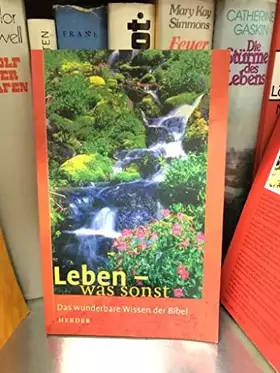 Mary Kay
Simmons
Feuer
CATHERINE
GASKIN
Die
Stürme
des
Lebens
LEBEN
Leben –
was sonst
Das wunderbare Wissen der Bibel
HERDER